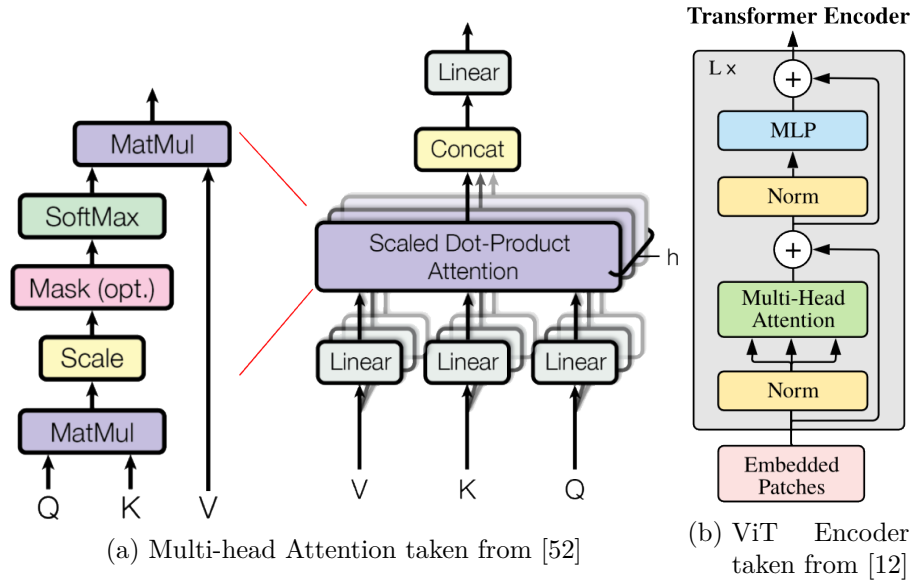 MatMul
SoftMax
Mask (opt.)
Scale
MatMul
Q K V
Linear
Concat
Scaled Dot-Product
Attention
h
Linear Linear Linear
V K Q
(a) Multi-head Attention taken from [52]
Transformer Encoder
L x
+
MLP
Norm
+
Multi-Head
Attention
Norm
Embedded
Patches
(b) ViT Encoder
taken from [12]